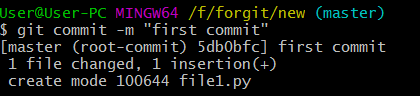 User@User-PC MINGW64 /f/forgit/new (master)
$ git commit -m "first commit"
[master (root-commit) 5db0bfc] first commit
 1 file changed, 1 insertion(+)
 create mode 100644 file1.py